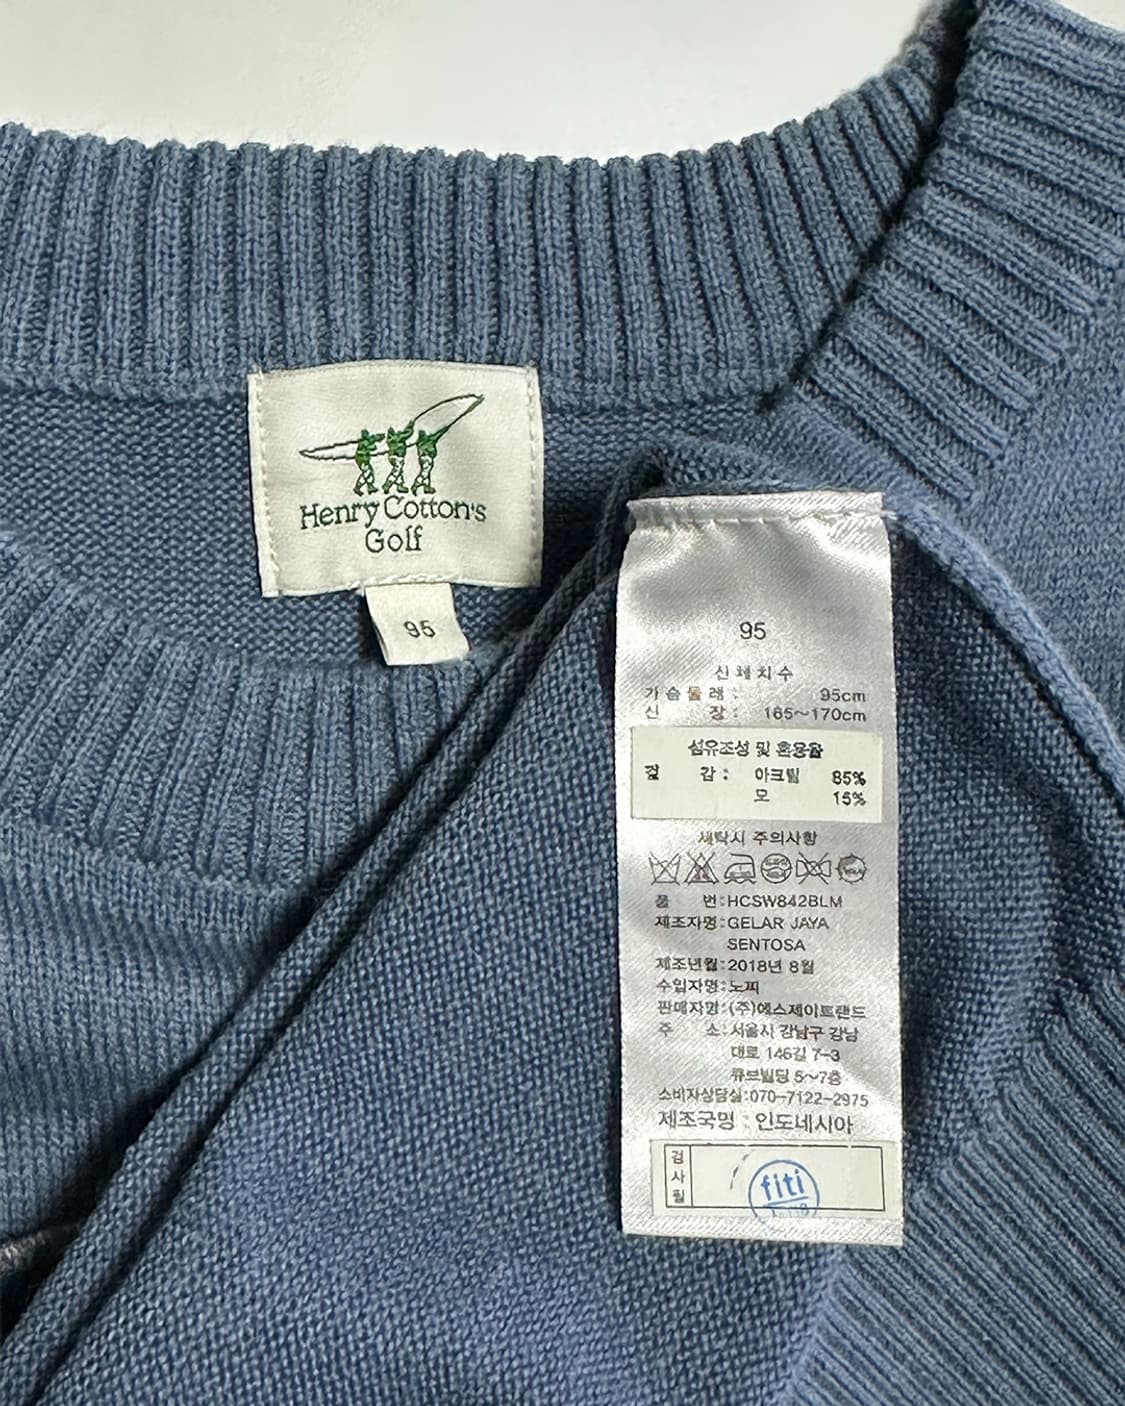 Henry Cotton's
Golf
95
95
신체치수
가슴둘레: 95cm
신 장: 165~170cm
섬유조성 및 혼용율
겉 감: 아크릴 85%
모 15%
세탁시 주의사항
품 번:HCSW842BLM
제조자명:GELAR JAYA
SENTOSA
제조년월:2018년 8월
수입자명:노피
판매자명:(주)에스제이트랜드
주 소:서울시 강남구 강남
대로 146길 7-3
큐브빌딩 5~7층
소비자상담실:070-7122-2975
제조국명 : 인도네시아
검사필
fiti